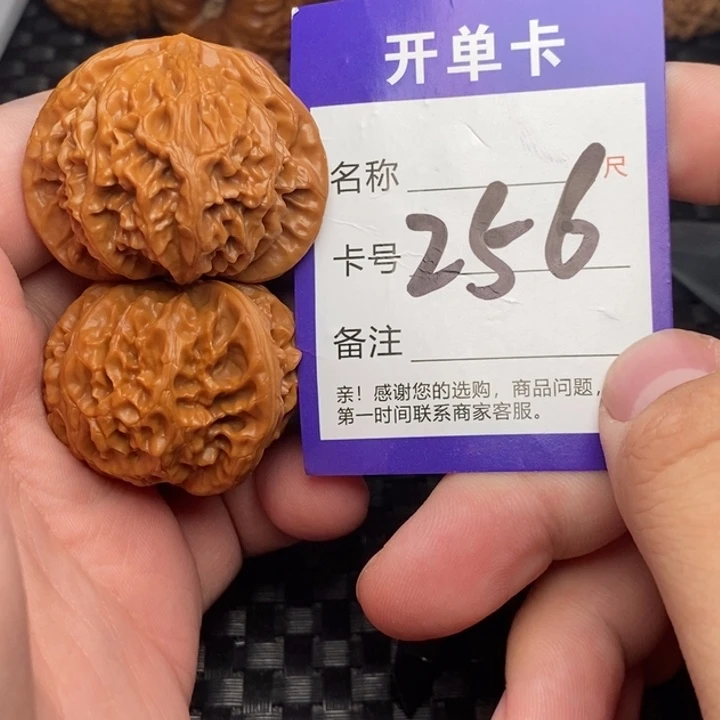 开单卡
名称
尺
卡号 256
备注
亲！感谢您的选购，商品问题，
第一时间联系商家客服。